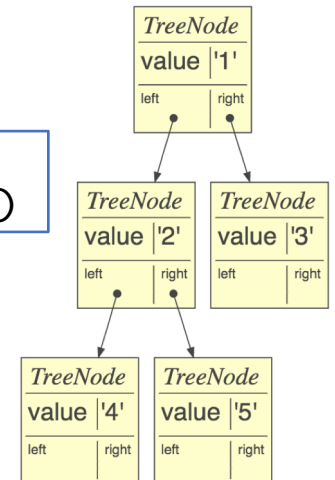 TreeNode
value '1'
left right
TreeNode TreeNode
value '2' value '3'
left right left right
TreeNode TreeNode
value '4' value '5'
left right left right